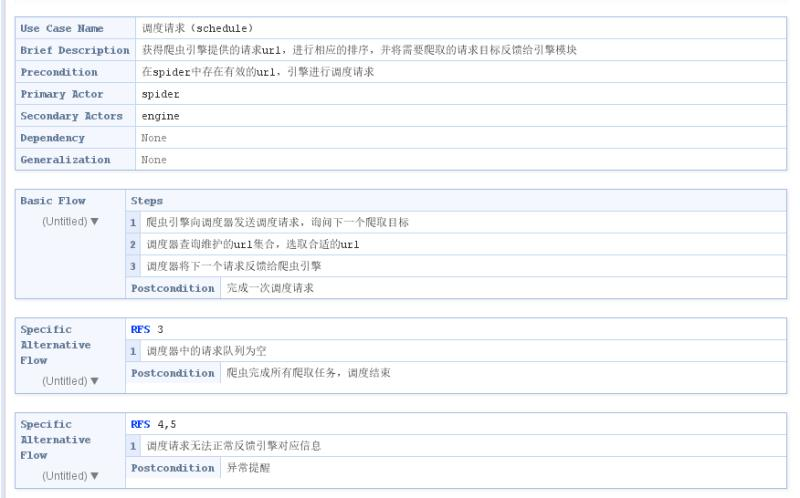 Use Case Name 调度请求（schedule）
Brief Description 获得爬虫引擎提供的请求url，进行相应的排序，并将需要爬取的请求目标反馈给引擎模块
Precondition 在spider中存在有效的url，引擎进行调度请求
Primary Actor spider
Secondary Actors engine
Dependency None
Generalization None
Basic Flow Steps
(Untitled) ▼
1 爬虫引擎向调度器发送调度请求，询问下一个爬取目标
2 调度器查询维护的url集合，选取合适的url
3 调度器将下一个请求反馈给爬虫引擎
Postcondition 完成一次调度请求
Specific Alternative Flow
(Untitled) ▼
RFS 3
1 调度器中的请求队列为空
Postcondition 爬虫完成所有爬取任务，调度结束
Specific Alternative Flow
(Untitled) ▼
RFS 4,5
1 调度请求无法正常反馈引擎对应信息
Postcondition 异常提醒